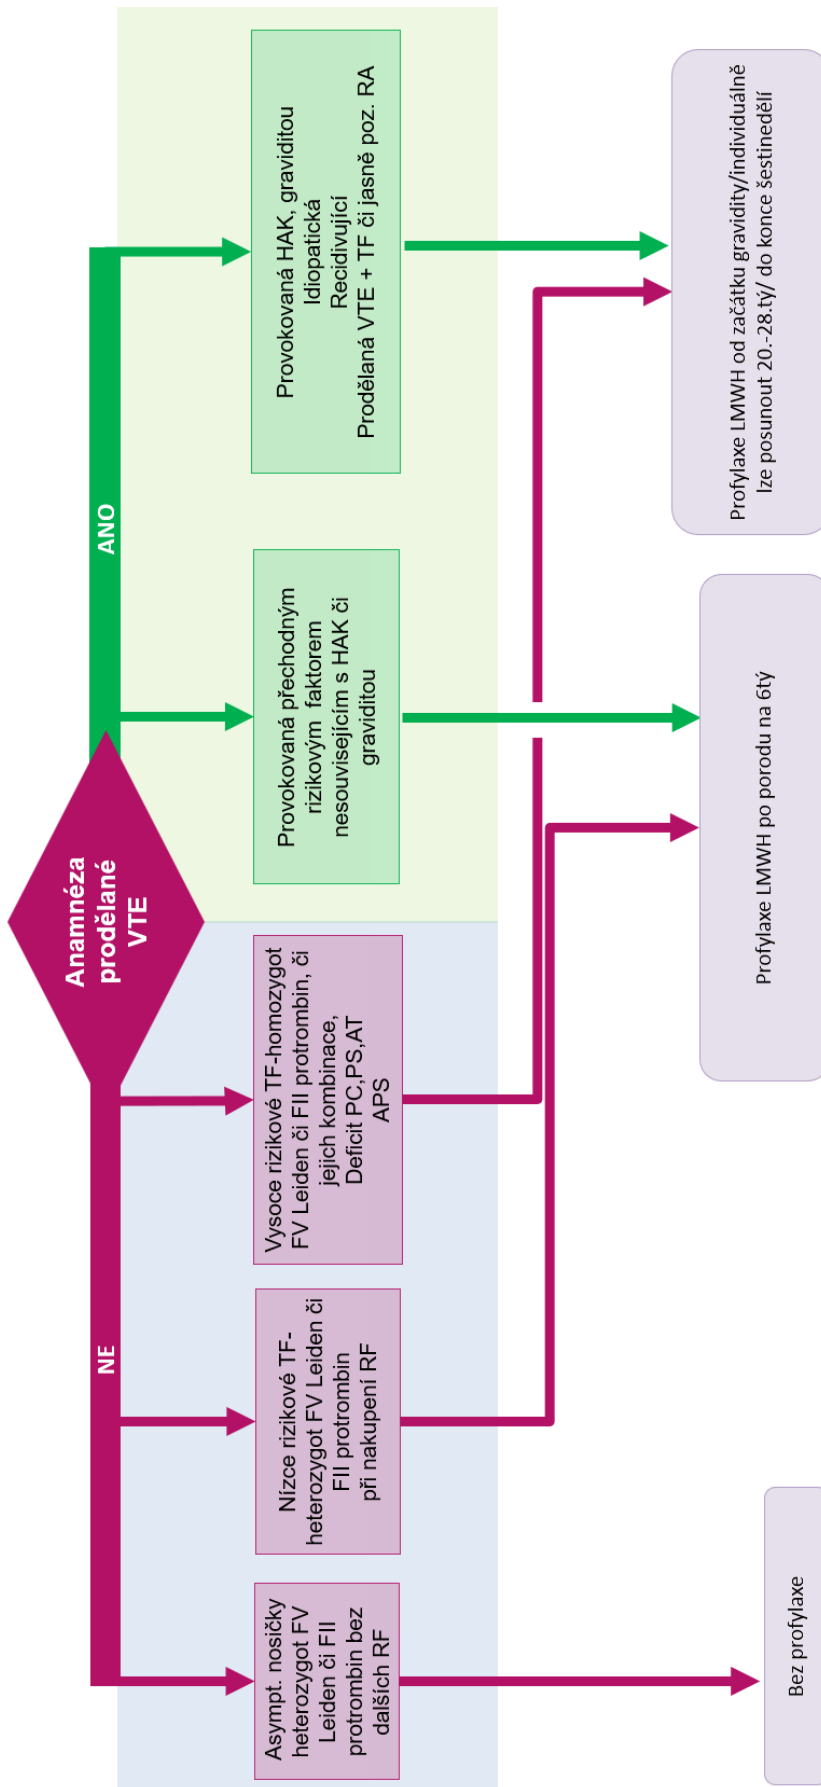 Anamnéza
prodělané
VTE
NE
ANO
Asympt. nosičky
heterozygot FV
Leiden či FII
protrombin bez
dalších RF
Nízce rizikové TF-
heterozygot FV Leiden či
FII protrombin
při nakupení RF
Vysoce rizikové TF-homozygot
FV Leiden či FII protrombin, či
jejich kombinace,
Deficit PC,PS,AT
APS
Provokovaná přechodným
rizikovým faktorem
nesouvisejícím s HAK či
graviditou
Provokovaná HAK, graviditou
Idiopatická
Recidivující
Prodělaná VTE + TF či jasně poz. RA
Bez profylaxe
Profylaxe LMWH po porodu na 6tý
Profylaxe LMWH od začátku gravidity/individuálně
lze posunout 20.-28.tý/ do konce šestinedělí